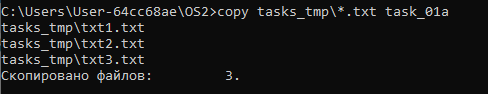 C:\Users\User-64cc68ae\OS2>copy tasks_tmp\*.txt task_01a
tasks_tmp\txt1.txt
tasks_tmp\txt2.txt
tasks_tmp\txt3.txt
Скопировано файлов:         3.